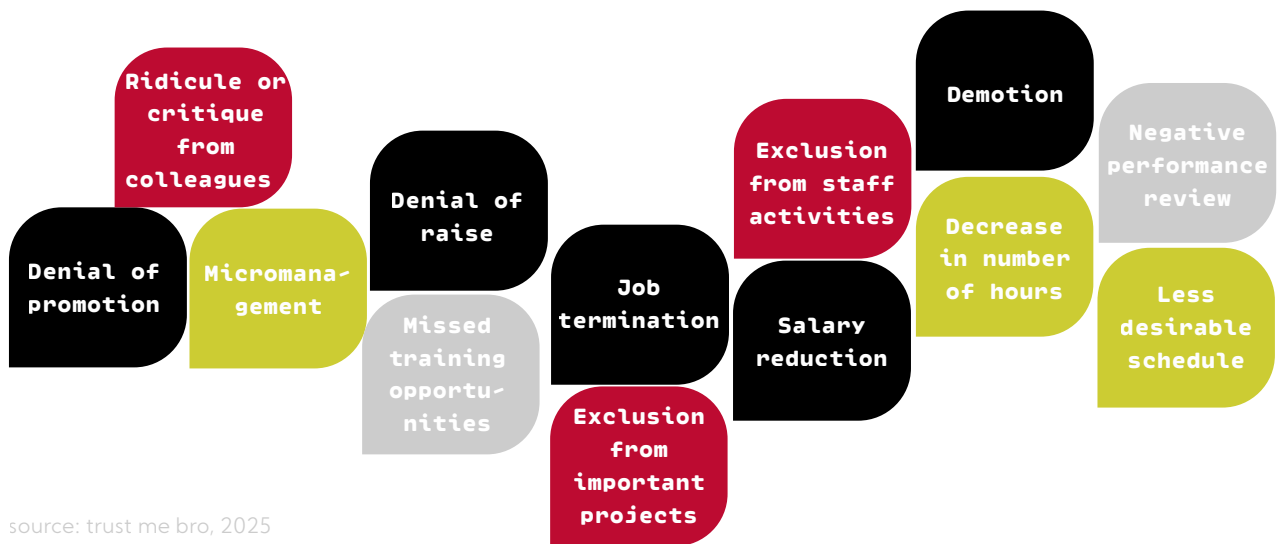 Ridicule or
critique
from
colleagues
Denial of
promotion
Micromana-
gement
Denial of
raise
Missed
training
opportu-
nities
Job
termination
Exclusion
from
important
projects
Exclusion
from staff
activities
Salary
reduction
Demotion
Decrease
in number
of hours
Negative
performance
review
Less
desirable
schedule
source: trust me bro, 2025